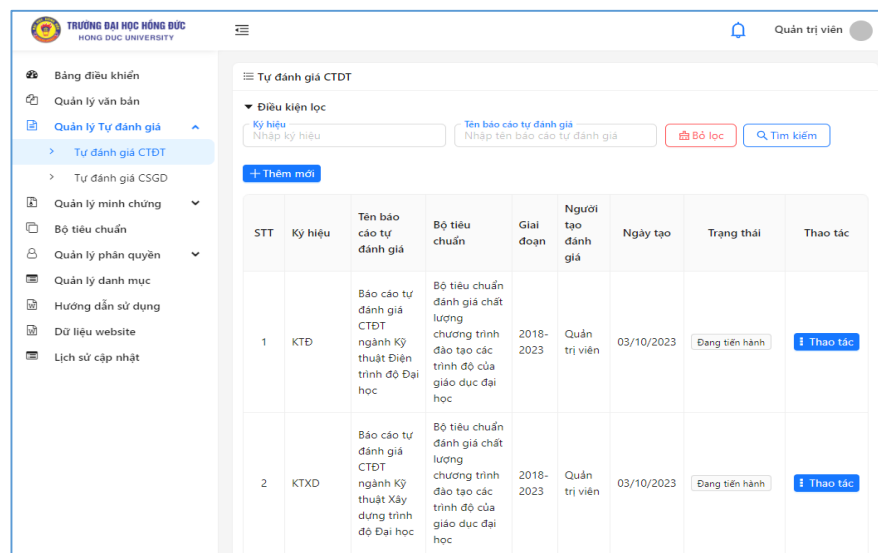 TRƯỜNG ĐẠI HỌC HỒNG ĐỨC
HONG DUC UNIVERSITY
Quản trị viên
Bảng điều khiển
Quản lý văn bản
Quản lý Tự đánh giá
Tự đánh giá CTĐT
Tự đánh giá CSGD
Quản lý minh chứng
Bộ tiêu chuẩn
Quản lý phân quyền
Quản lý danh mục
Hướng dẫn sử dụng
Dữ liệu website
Lịch sử cập nhật
Tự đánh giá CTDT
Điều kiện lọc
Ký hiệu
Nhập ký hiệu
Tên báo cáo tự đánh giá
Nhập tên báo cáo tự đánh giá
Bỏ lọc
Tìm kiếm
Thêm mới
STT
Ký hiệu
Tên báo
cáo tự
đánh giá
Bộ tiêu
chuẩn
Giai
đoạn
Người
tạo
đánh
giá
Ngày tạo
Trạng thái
Thao tác
1
KTĐ
Báo cáo tự
đánh giá
CTĐT
ngành Kỹ
thuật Điện
trình độ Đại
học
Bộ tiêu chuẩn
đánh giá chất
lượng
chương trình
đào tạo các
trình độ của
giáo dục đại
học
2018-
2023
Quản
trị viên
03/10/2023
Đang tiến hành
Thao tác
2
KTXD
Báo cáo tự
đánh giá
CTĐT
ngành Kỹ
thuật Xây
dựng trình
độ Đại học
Bộ tiêu chuẩn
đánh giá chất
lượng
chương trình
đào tạo các
trình độ của
giáo dục đại
học
2018-
2023
Quản
trị viên
03/10/2023
Đang tiến hành
Thao tác